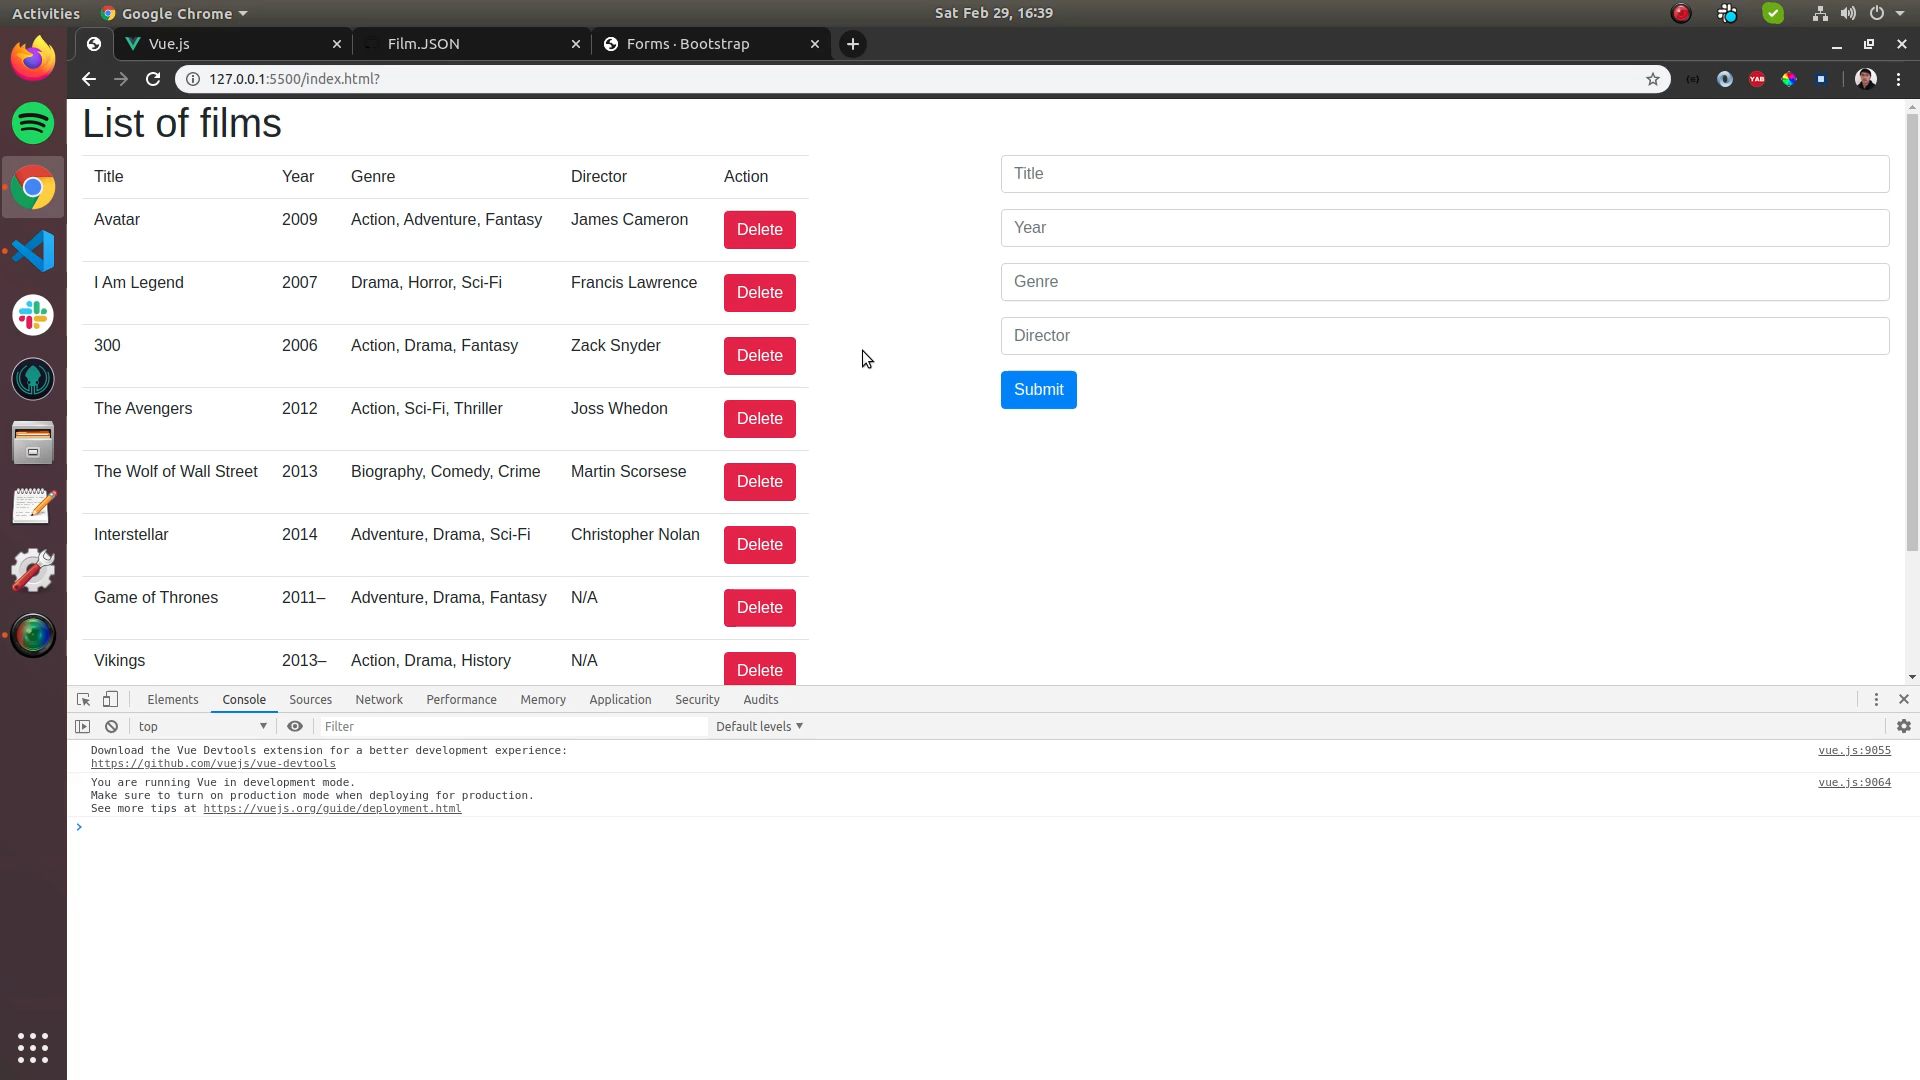 Activities Google Chrome Sat Feb 29, 16:39
Vue.js Film.JSON Forms · Bootstrap
127.0.0.1:5500/index.html? YAB
List of films
Title Year Genre Director Action
Avatar 2009 Action, Adventure, Fantasy James Cameron Delete
I Am Legend 2007 Drama, Horror, Sci-Fi Francis Lawrence Delete
300 2006 Action, Drama, Fantasy Zack Snyder Delete
The Avengers 2012 Action, Sci-Fi, Thriller Joss Whedon Delete
The Wolf of Wall Street 2013 Biography, Comedy, Crime Martin Scorsese Delete
Interstellar 2014 Adventure, Drama, Sci-Fi Christopher Nolan Delete
Game of Thrones 2011– Adventure, Drama, Fantasy N/A Delete
Vikings 2013– Action, Drama, History N/A Delete
Title
Year
Genre
Director
Submit
Elements Console Sources Network Performance Memory Application Security Audits
top Filter Default levels
Download the Vue Devtools extension for a better development experience: vue.js:9055
https://github.com/vuejs/vue-devtools
You are running Vue in development mode. vue.js:9064
Make sure to turn on production mode when deploying for production.
See more tips at https://vuejs.org/guide/deployment.html